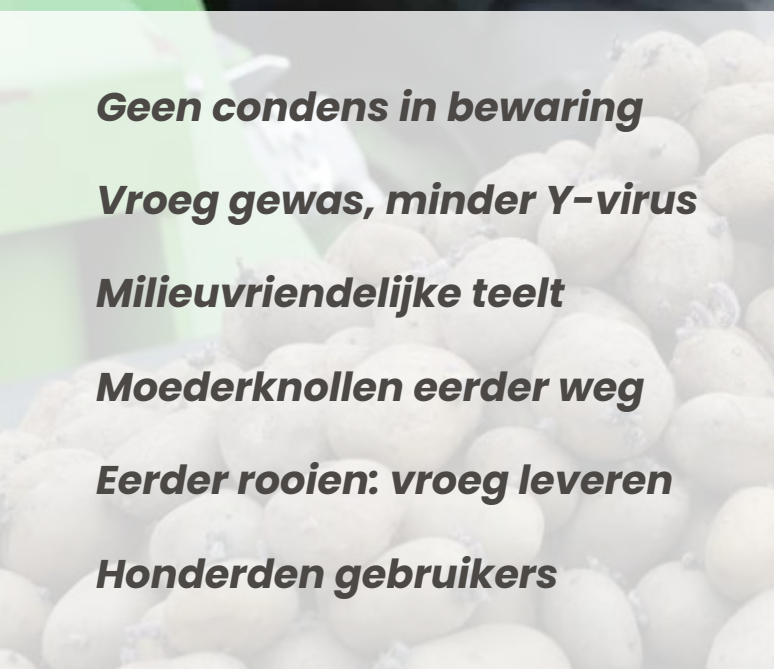 Geen condens in bewaring
Vroeg gewas, minder Y-virus
Milieuvriendelijke teelt
Moederknollen eerder weg
Eerder rooien: vroeg leveren
Honderden gebruikers